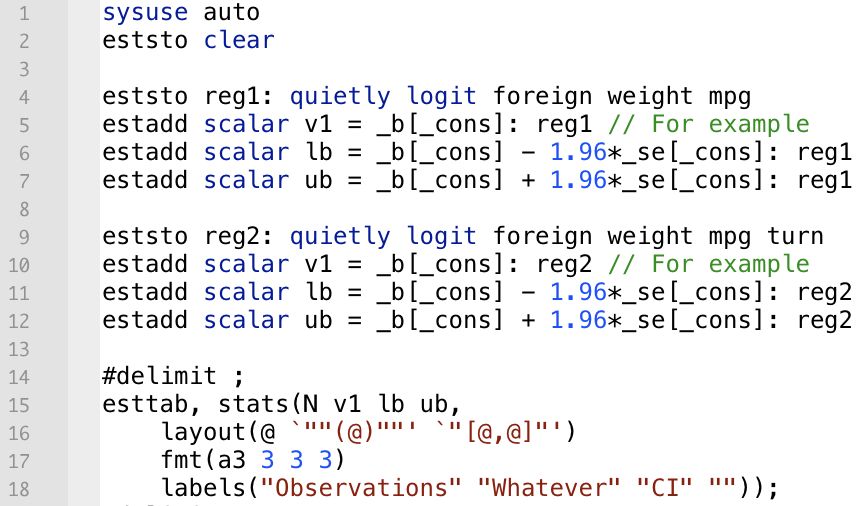 1 sysuse auto
2 eststo clear
3
4 eststo reg1: quietly logit foreign weight mpg
5 estadd scalar v1 = _b[_cons]: reg1 // For example
6 estadd scalar lb = _b[_cons] - 1.96*_se[_cons]: reg1
7 estadd scalar ub = _b[_cons] + 1.96*_se[_cons]: reg1
8
9 eststo reg2: quietly logit foreign weight mpg turn
10 estadd scalar v1 = _b[_cons]: reg2 // For example
11 estadd scalar lb = _b[_cons] - 1.96*_se[_cons]: reg2
12 estadd scalar ub = _b[_cons] + 1.96*_se[_cons]: reg2
13
14 #delimit ;
15 esttab, stats(N v1 lb ub,
16     layout(@ `""(@)""' `"[@,@]"')
17     fmt(a3 3 3 3)
18     labels("Observations" "Whatever" "CI" ""));